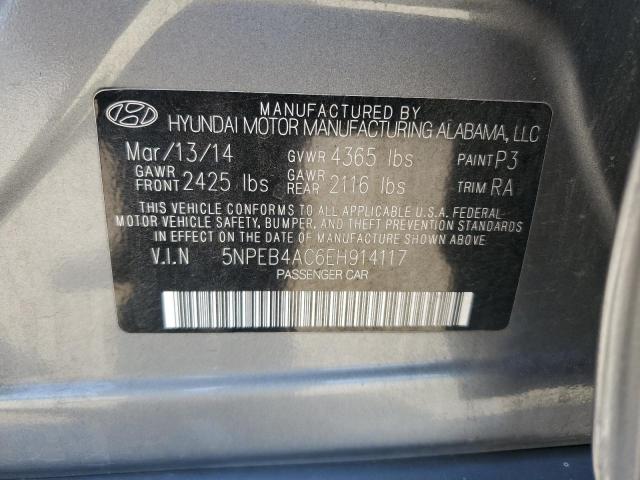 MANUFACTURED BY
HYUNDAI MOTOR MANUFACTURING ALABAMA, LLC
Mar/13/14 GVWR 4365 lbs PAINT P3
GAWR FRONT 2425 lbs GAWR REAR 2116 lbs TRIM RA
THIS VEHICLE CONFORMS TO ALL APPLICABLE U.S.A. FEDERAL
MOTOR VEHICLE SAFETY, BUMPER, AND THEFT PREVENTION STANDARDS
IN EFFECT ON THE DATE OF MANUFACTURE SHOWN ABOVE.
V.I.N 5NPEB4AC6EH914117
PASSENGER CAR